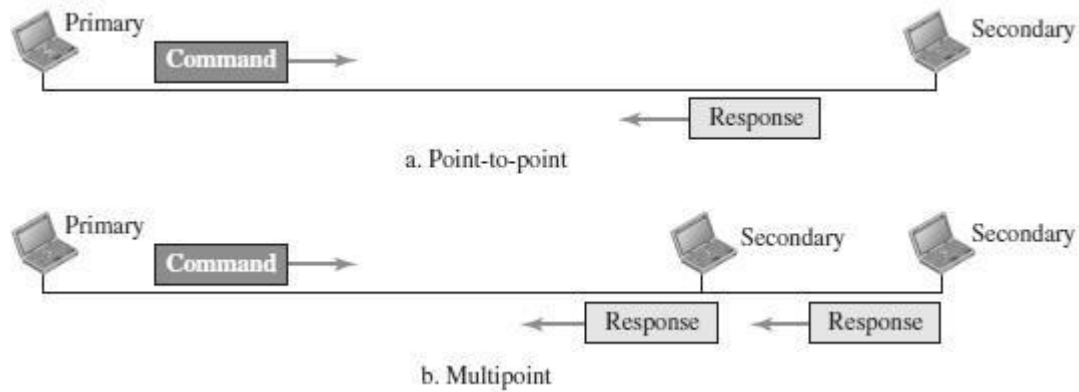 Primary
Secondary
Command
Response
a. Point-to-point
Primary
Secondary
Secondary
Command
Response
Response
b. Multipoint